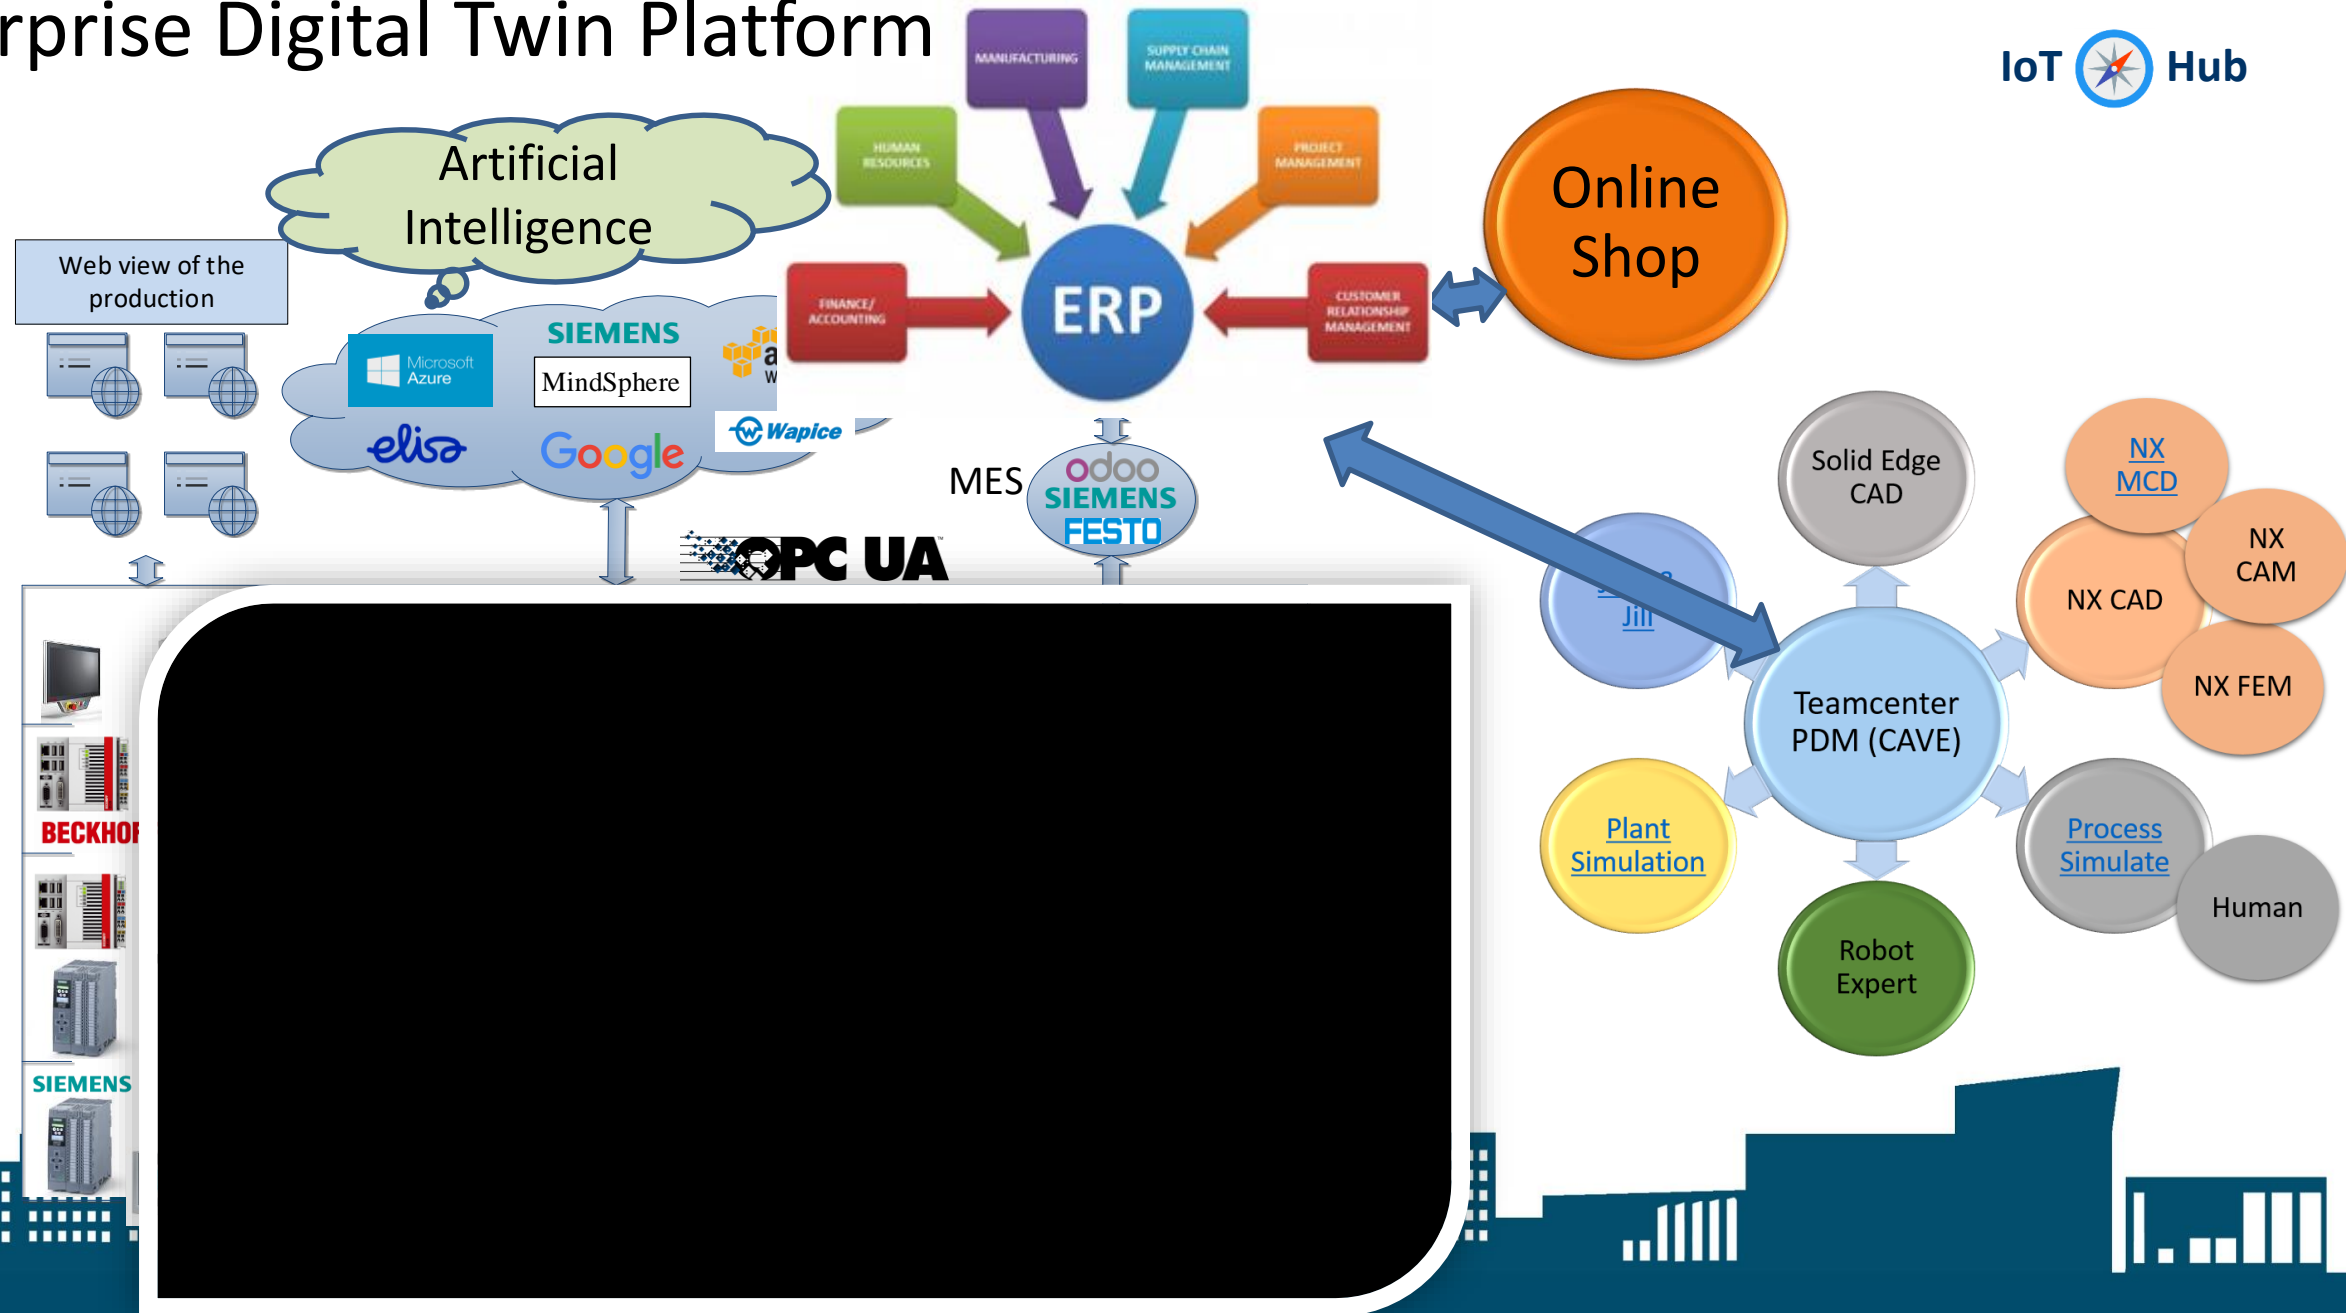 rprise Digital Twin Platform
MANUFACTURING
SUPPLY CHAIN
MANAGEMENT
IoT Hub
HUMAN
RESOURCES
PROJECT
MANAGEMENT
Artificial
Intelligence
Online
Shop
Web view of the
production
FINANCE/
ACCOUNTING
ERP
CUSTOMER
RELATIONSHIP
MANAGEMENT
Microsoft
Azure
SIEMENS
MindSphere
a
W
elisa
Google
Wapice
MES
odoo
SIEMENS
FESTO
OPC UA
Solid Edge
CAD
NX
MCD
NX
CAM
NX CAD
NX FEM
Jill
Teamcenter
PDM (CAVE)
Plant
Simulation
Process
Simulate
Human
Robot
Expert
BECKHOF
SIEMENS